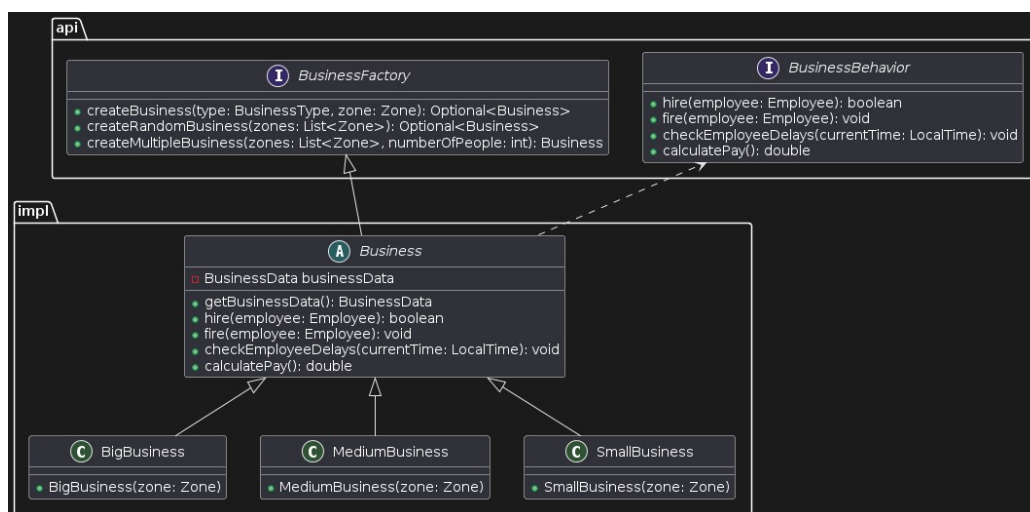 api
I BusinessFactory
createBusiness(type: BusinessType, zone: Zone): Optional<Business>
createRandomBusiness(zones: List<Zone>): Optional<Business>
createMultipleBusiness(zones: List<Zone>, numberOfPeople: int): Business
I BusinessBehavior
hire(employee: Employee): boolean
fire(employee: Employee): void
checkEmployeeDelays(currentTime: LocalTime): void
calculatePay(): double
impl
A Business
BusinessData businessData
getBusinessData(): BusinessData
hire(employee: Employee): boolean
fire(employee: Employee): void
checkEmployeeDelays(currentTime: LocalTime): void
calculatePay(): double
C BigBusiness
BigBusiness(zone: Zone)
C MediumBusiness
MediumBusiness(zone: Zone)
C SmallBusiness
SmallBusiness(zone: Zone)